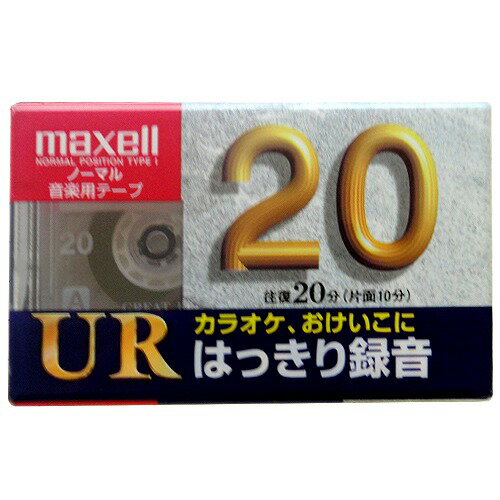 maxell
NORMAL POSITION TYPE I
ノーマル
音楽用テープ
20
20
A
GREAT
往復20分(片面10分)
UR
カラオケ、おけいこに
はっきり録音